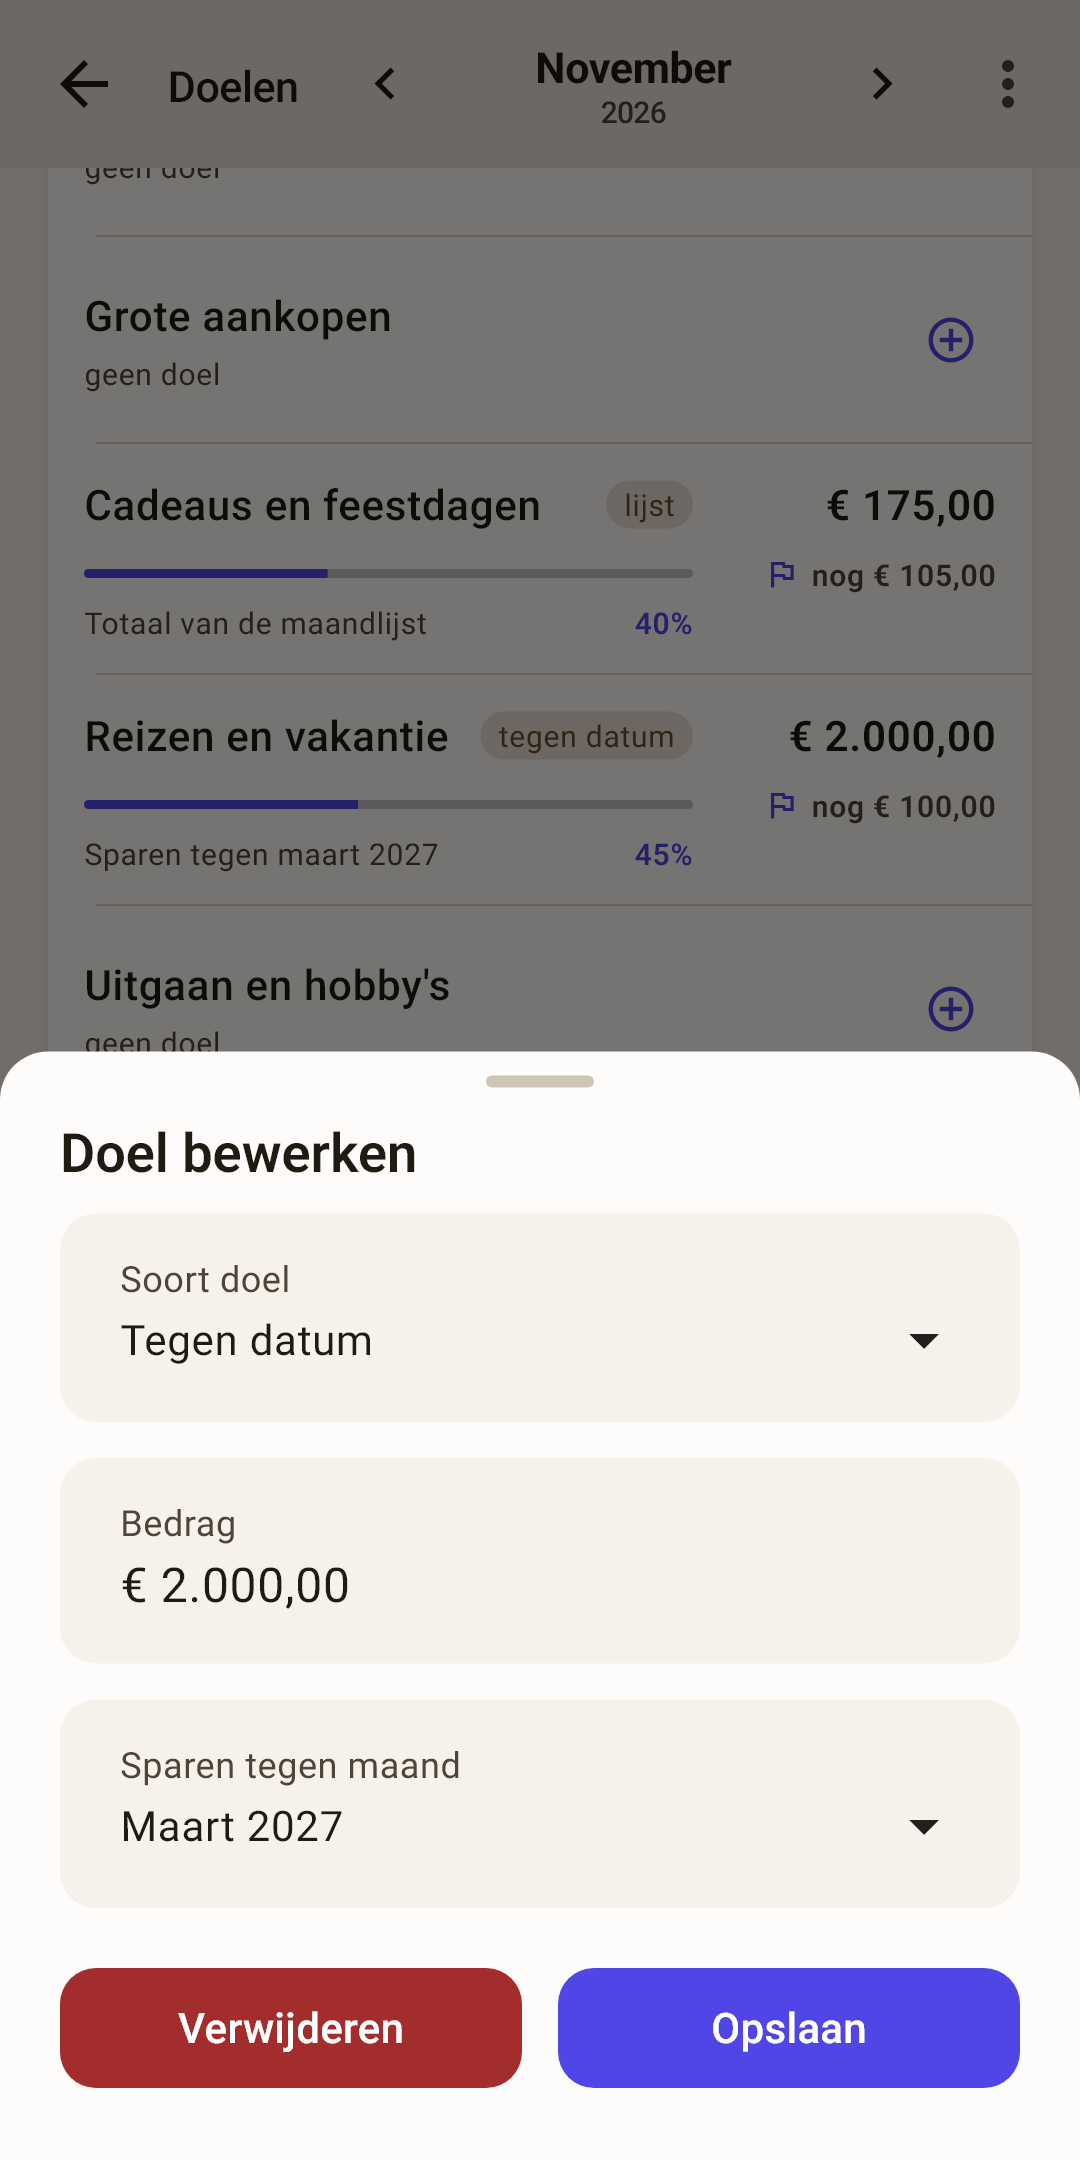 Doelen
November
2026
geen doel
Grote aankopen
geen doel
Cadeaus en feestdagen
lijst
€ 175,00
nog € 105,00
Totaal van de maandlijst
40%
Reizen en vakantie
tegen datum
€ 2.000,00
nog € 100,00
Sparen tegen maart 2027
45%
Uitgaan en hobby's
geen doel
Doel bewerken
Soort doel
Tegen datum
Bedrag
€ 2.000,00
Sparen tegen maand
Maart 2027
Verwijderen
Opslaan